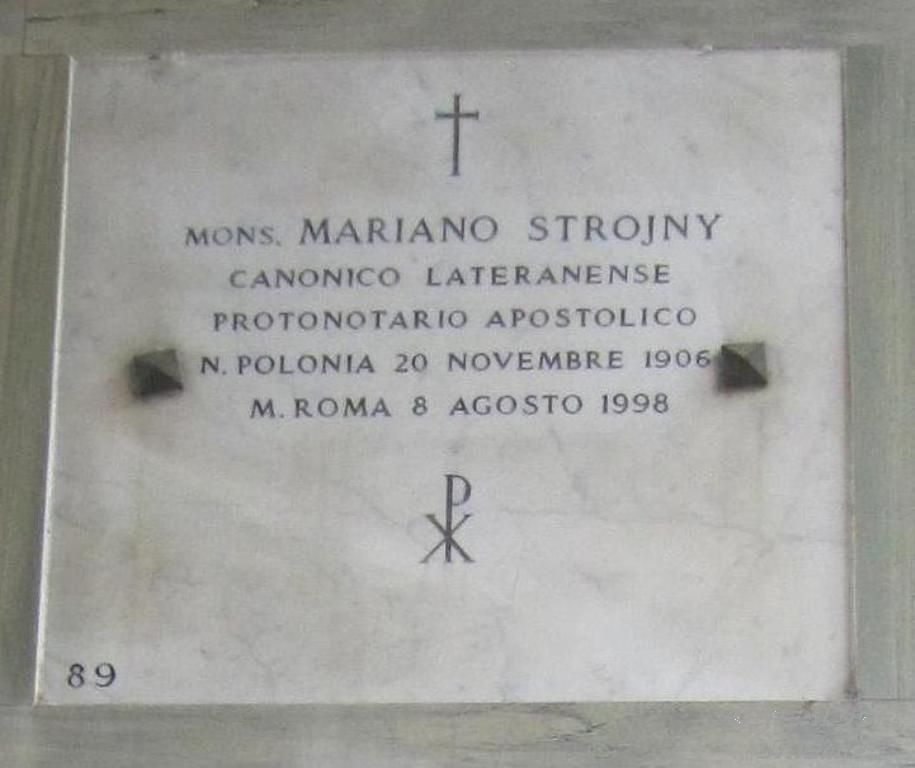 MONS. MARIANO STROJNY
CANONICO LATERANENSE
PROTONOTARIO APOSTOLICO
N. POLONIA 20 NOVEMBRE 1906
M. ROMA 8 AGOSTO 1998
89